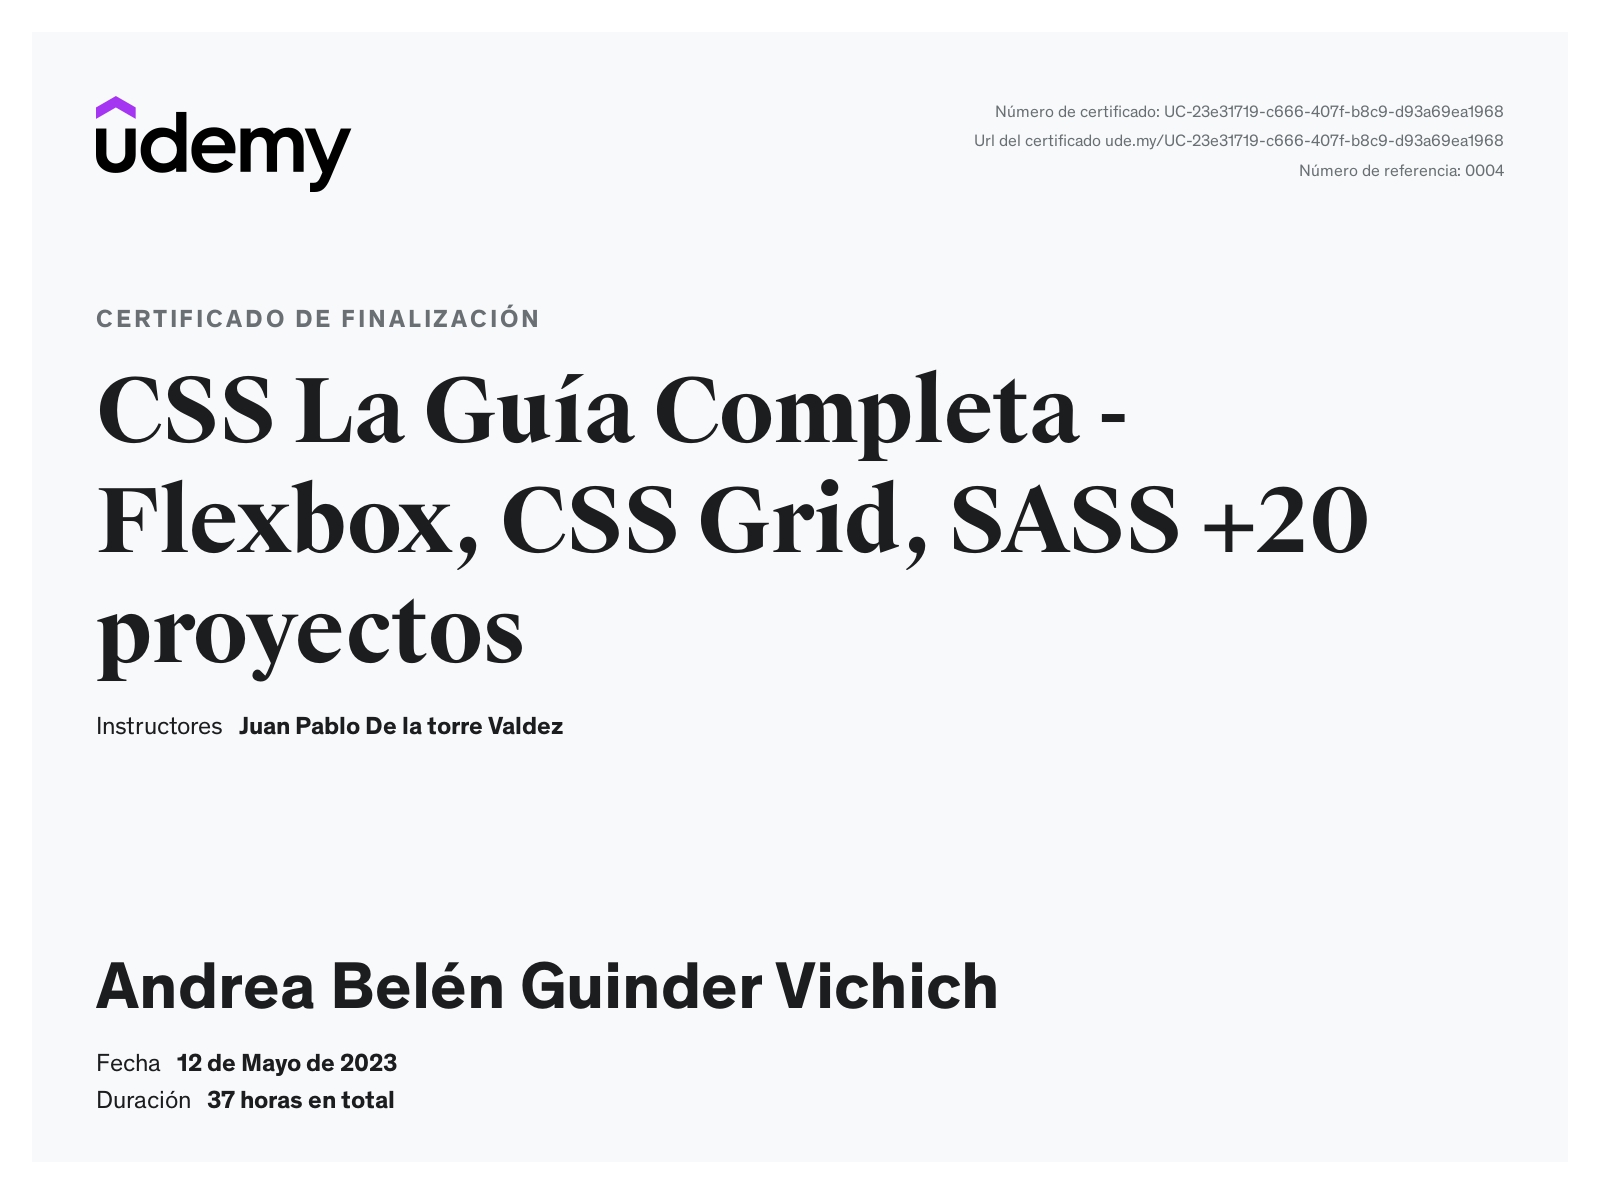 udemy
Número de certificado: UC-23e31719-c666-407f-b8c9-d93a69ea1968
Url del certificado ude.my/UC-23e31719-c666-407f-b8c9-d93a69ea1968
Número de referencia: 0004
CERTIFICADO DE FINALIZACIÓN
CSS La Guía Completa -
Flexbox, CSS Grid, SASS +20
proyectos
Instructores Juan Pablo De la torre Valdez
Andrea Belén Guinder Vichich
Fecha 12 de Mayo de 2023
Duración 37 horas en total